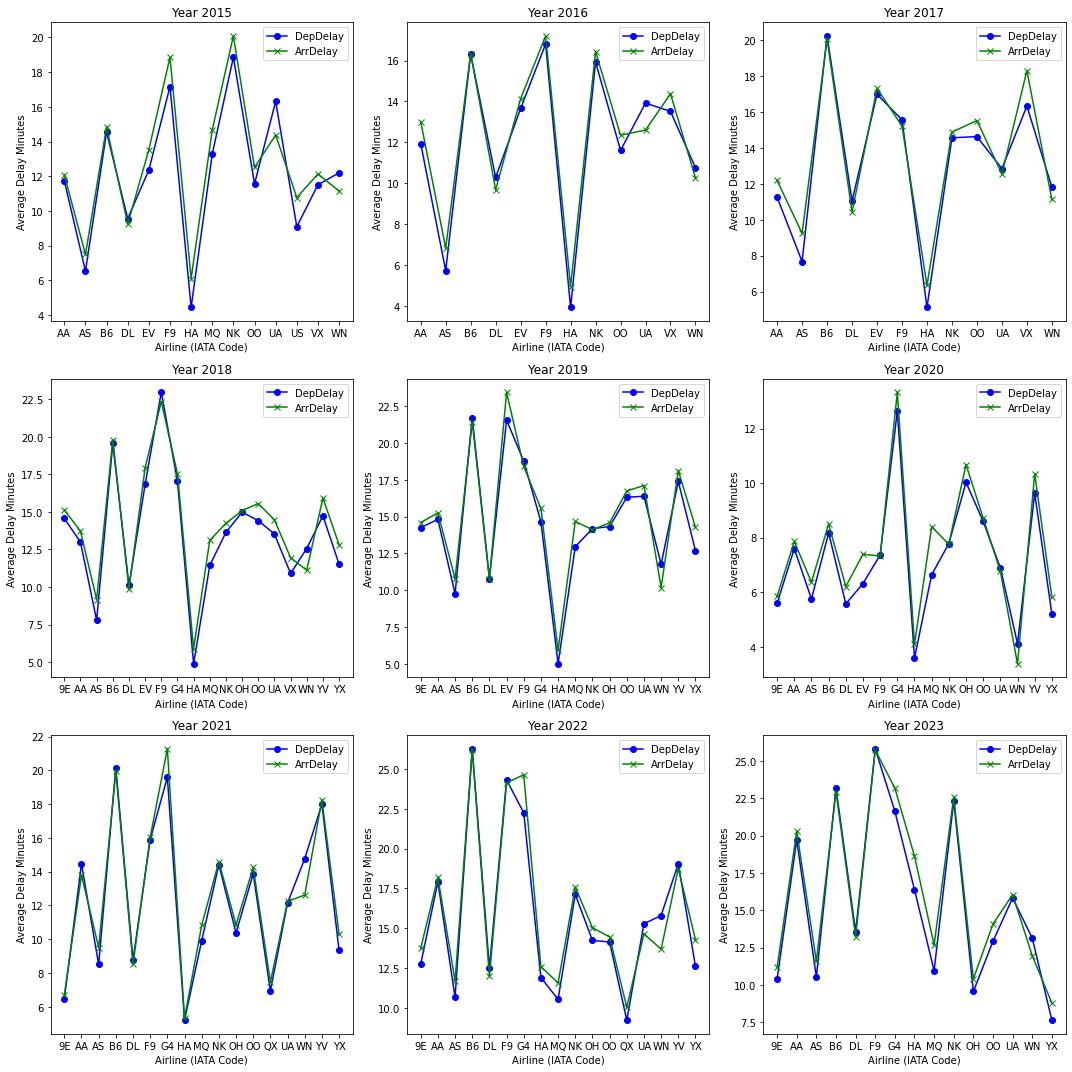 Year 2015
DepDelay
ArrDelay
Average Delay Minutes
20
18
16
14
12
10
8
6
4
AA AS B6 DL EV F9 HA MQ NK OO UA US VX WN
Airline (IATA Code)
Year 2016
DepDelay
ArrDelay
Average Delay Minutes
16
14
12
10
8
6
4
AA AS B6 DL EV F9 HA NK OO UA VX WN
Airline (IATA Code)
Year 2017
DepDelay
ArrDelay
Average Delay Minutes
20
18
16
14
12
10
8
6
AA AS B6 DL EV F9 HA NK OO UA VX WN
Airline (IATA Code)
Year 2018
DepDelay
ArrDelay
Average Delay Minutes
22.5
20.0
17.5
15.0
12.5
10.0
7.5
5.0
9E AA AS B6 DL EV F9 G4 HA MQ NK OH OO UA VX WN YV YX
Airline (IATA Code)
Year 2019
DepDelay
ArrDelay
Average Delay Minutes
22.5
20.0
17.5
15.0
12.5
10.0
7.5
5.0
9E AA AS B6 DL EV F9 G4 HA MQ NK OH OO UA WN YV YX
Airline (IATA Code)
Year 2020
DepDelay
ArrDelay
Average Delay Minutes
12
10
8
6
4
9E AA AS B6 DL EV F9 G4 HA MQ NK OH OO UA WN YV YX
Airline (IATA Code)
Year 2021
DepDelay
ArrDelay
Average Delay Minutes
22
20
18
16
14
12
10
8
6
9E AA AS B6 DL F9 G4 HA MQ NK OH OO QX UA WN YV YX
Airline (IATA Code)
Year 2022
DepDelay
ArrDelay
Average Delay Minutes
25.0
22.5
20.0
17.5
15.0
12.5
10.0
9E AA AS B6 DL F9 G4 HA MQ NK OH OO QX UA WN YV YX
Airline (IATA Code)
Year 2023
DepDelay
ArrDelay
Average Delay Minutes
25.0
22.5
20.0
17.5
15.0
12.5
10.0
7.5
9E AA AS B6 DL F9 G4 HA MQ NK OH OO UA WN YX
Airline (IATA Code)